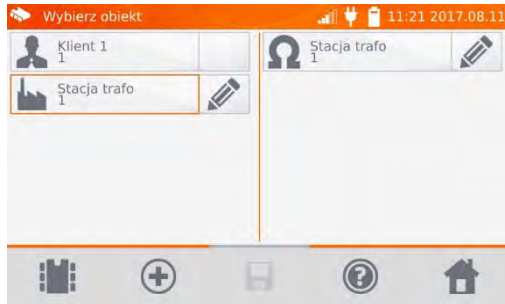 Wybierz obiekt
11:21 2017.08.11
Klient 1
1
Stacja trafo
1
Stacja trafo
1